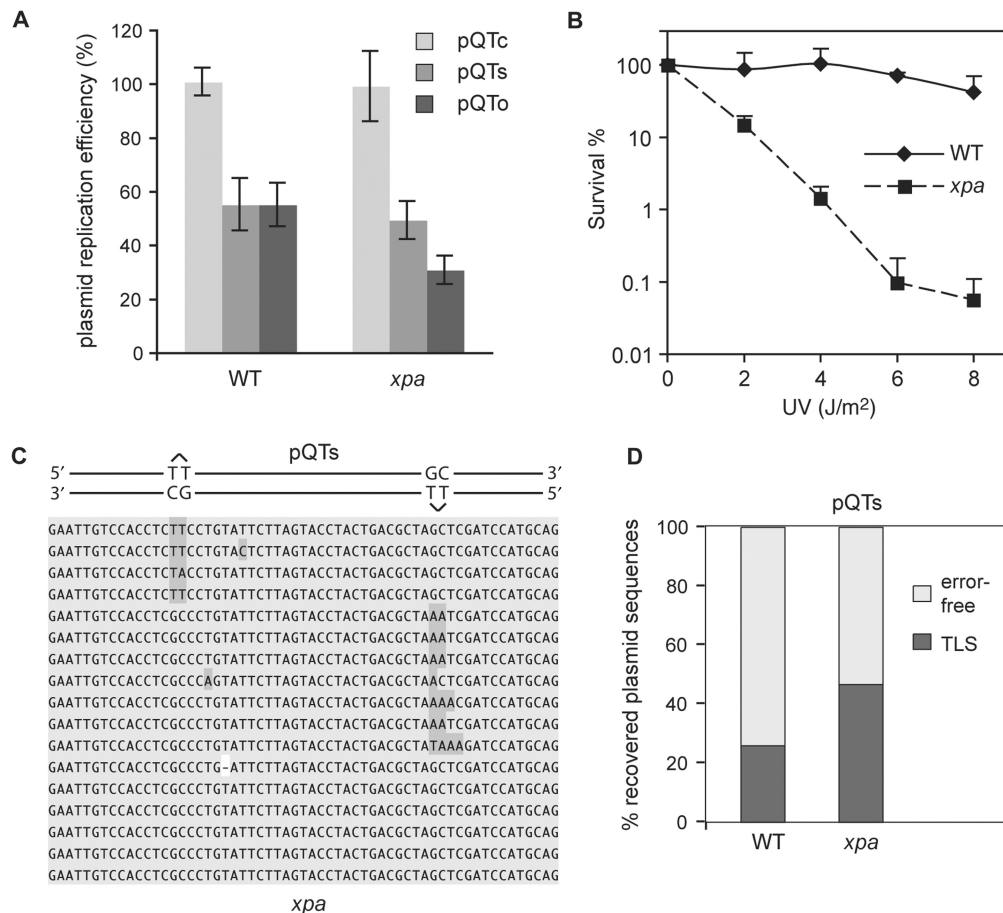 A
plasmid replication efficiency (%)
120
100
80
60
40
20
0
pQTc
pQTs
pQTo
WT
xpa
B
Survival %
100
10
1
0.1
0.01
WT
xpa
0 2 4 6 8
UV (J/m²)
C
pQTs
5′ TT GC 3′
3′ CG TT 5′
GAATTGTCCACCTCTTCCTGTATTCTTAGTACCTACTGACGCTAGCTCGATCCATGCAG
GAATTGTCCACCTCTTCCTGTACTCTTAGTACCTACTGACGCTAGCTCGATCCATGCAG
GAATTGTCCACCTCTACCTGTATTCTTAGTACCTACTGACGCTAGCTCGATCCATGCAG
GAATTGTCCACCTCTTCCTGTATTCTTAGTACCTACTGACGCTAGCTCGATCCATGCAG
GAATTGTCCACCTCGCCCTGTATTCTTAGTACCTACTGACGCTAAATCGATCCATGCAG
GAATTGTCCACCTCGCCCTGTATTCTTAGTACCTACTGACGCTAAATCGATCCATGCAG
GAATTGTCCACCTCGCCCTGTATTCTTAGTACCTACTGACGCTAAATCGATCCATGCAG
GAATTGTCCACCTCGCCCAGTATTCTTAGTACCTACTGACGCTAACTCGATCCATGCAG
GAATTGTCCACCTCGCCCTGTATTCTTAGTACCTACTGACGCTAAAACGATCCATGCAG
GAATTGTCCACCTCGCCCTGTATTCTTAGTACCTACTGACGCTAAATCGATCCATGCAG
GAATTGTCCACCTCGCCCTGTATTCTTAGTACCTACTGACGCTATAAAGATCCATGCAG
GAATTGTCCACCTCGCCCTG-ATTCTTAGTACCTACTGACGCTAGCTCGATCCATGCAG
GAATTGTCCACCTCGCCCTGTATTCTTAGTACCTACTGACGCTAGCTCGATCCATGCAG
GAATTGTCCACCTCGCCCTGTATTCTTAGTACCTACTGACGCTAGCTCGATCCATGCAG
GAATTGTCCACCTCGCCCTGTATTCTTAGTACCTACTGACGCTAGCTCGATCCATGCAG
GAATTGTCCACCTCGCCCTGTATTCTTAGTACCTACTGACGCTAGCTCGATCCATGCAG
GAATTGTCCACCTCGCCCTGTATTCTTAGTACCTACTGACGCTAGCTCGATCCATGCAG
xpa
D
pQTs
% recovered plasmid sequences
100
80
60
40
20
0
error-
free
TLS
WT
xpa